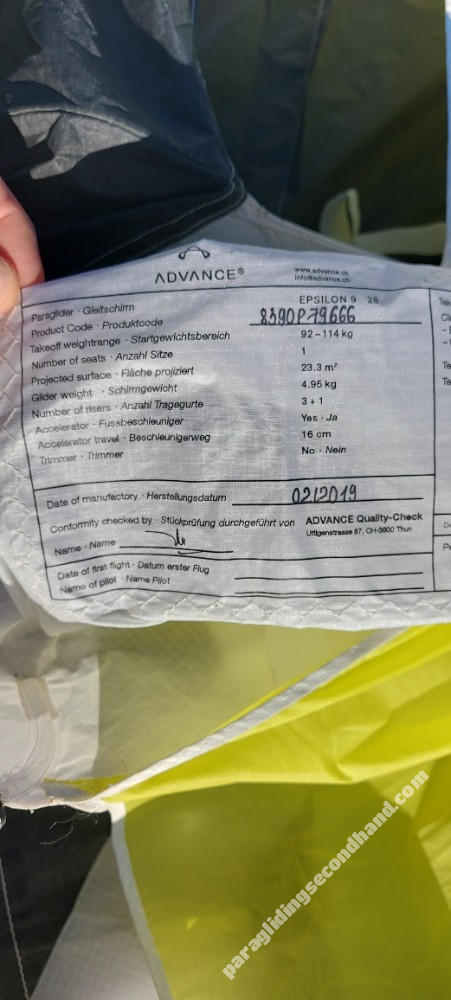 ADVANCE®
www.advance.ch
info@advance.ch
Paraglider · Gleitschirm EPSILON 9 28
Product Code · Produktcode 8390P79666
Takeoff weightrange · Startgewichtsbereich 92–114 kg
Number of seats · Anzahl Sitze 1
Projected surface · Fläche projiziert 23.3 m²
Glider weight · Schirmgewicht 4.95 kg
Number of risers · Anzahl Tragegurte 3 + 1
Accelerator · Fussbeschleuniger Yes · Ja
Accelerator travel · Beschleunigerweg 16 cm
Trimmer · Trimmer No · Nein
Date of manufactory · Herstellungsdatum 02/2019
Conformity checked by · Stückprüfung durchgeführt von ADVANCE Quality-Check
Uttigenstrasse 87, CH-3600 Thun
Name · Name
Date of first flight · Datum erster Flug
Name of pilot · Name Pilot
paraglidingsecondhand.com